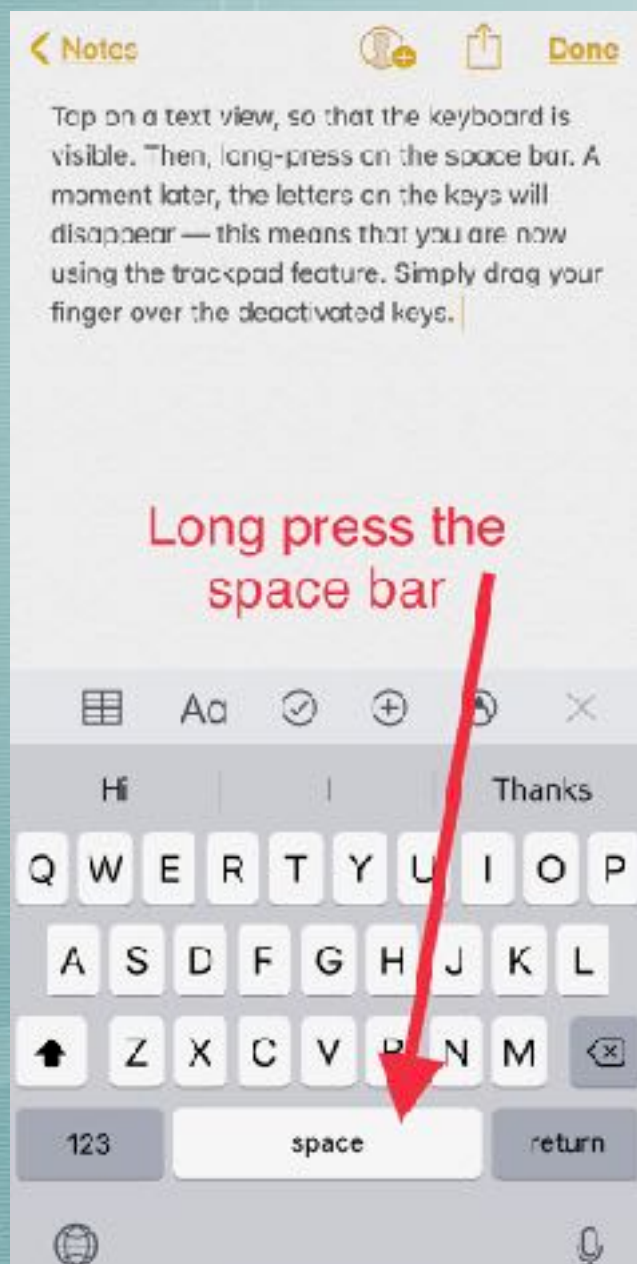 Notes
Done
Tap on a text view, so that the keyboard is
visible. Then, long-press on the space bar. A
moment later, the letters on the keys will
disappear — this means that you are now
using the trackpad feature. Simply drag your
finger over the deactivated keys.
Long press the
space bar
Aa
Hi I Thanks
Q W E R T Y U I O P
A S D F G H J K L
Z X C V B N M
123 space return